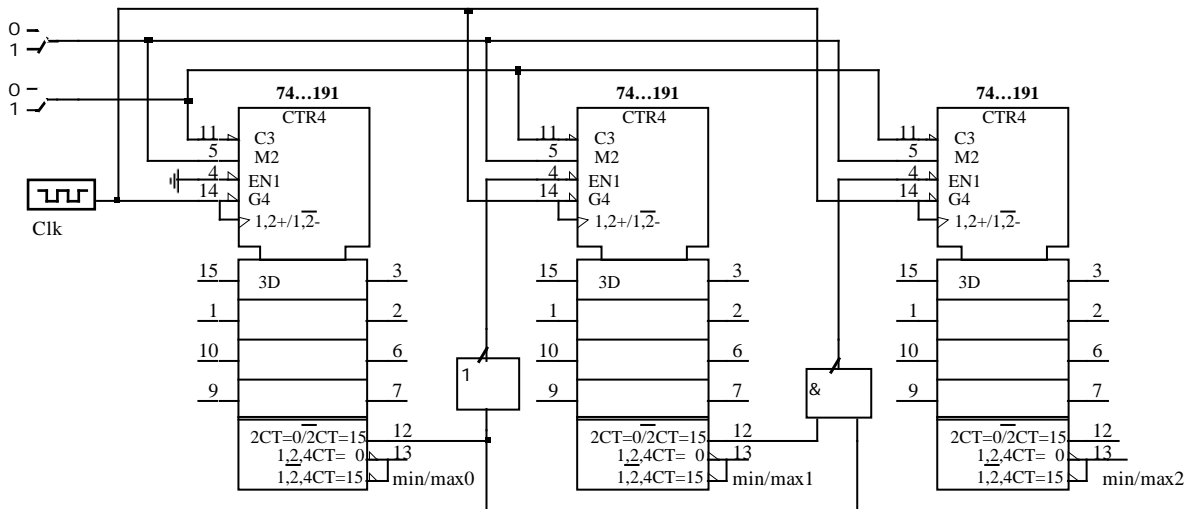 0
1
0
1
74...191
74...191
74...191
CTR4
CTR4
CTR4
11
C3
11
C3
11
C3
5
M2
5
M2
5
M2
4
EN1
4
EN1
4
EN1
14
G4
14
G4
14
G4
Clk
1,2+/1,2̅-
1,2+/1,2̅-
1,2+/1,2̅-
15
3D
3
15
3D
3
15
3D
3
1
2
1
2
1
2
10
6
10
6
10
6
1
&
9
7
9
7
9
7
2CT=0/2̅CT=15
12
2CT=0/2̅CT=15
12
2CT=0/2̅CT=15
12
1,2,4CT= 0
13
1,2,4CT= 0
13
1,2,4CT= 0
13
1,2̅,4CT=15
min/max0
1,2̅,4CT=15
min/max1
1,2̅,4CT=15
min/max2